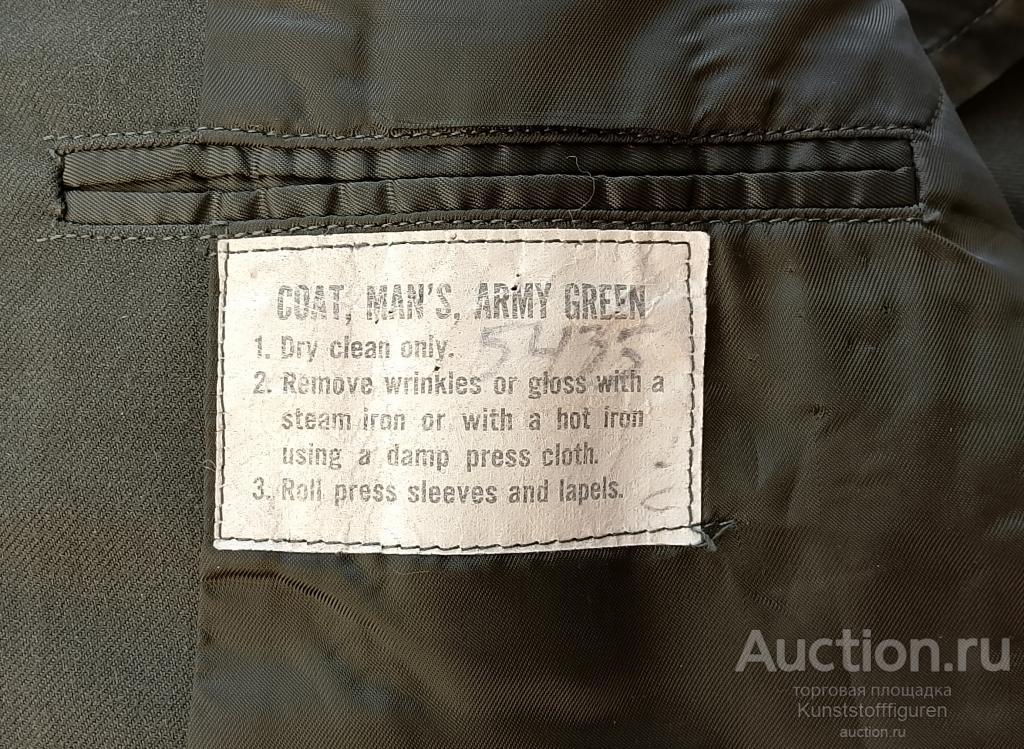 COAT, MAN'S, ARMY GREEN
5435
1. Dry clean only.
2. Remove wrinkles or gloss with a
steam iron or with a hot iron
using a damp press cloth.
3. Roll press sleeves and lapels.
Auction.ru
торговая площадка
Kunststofffiguren
auction.ru